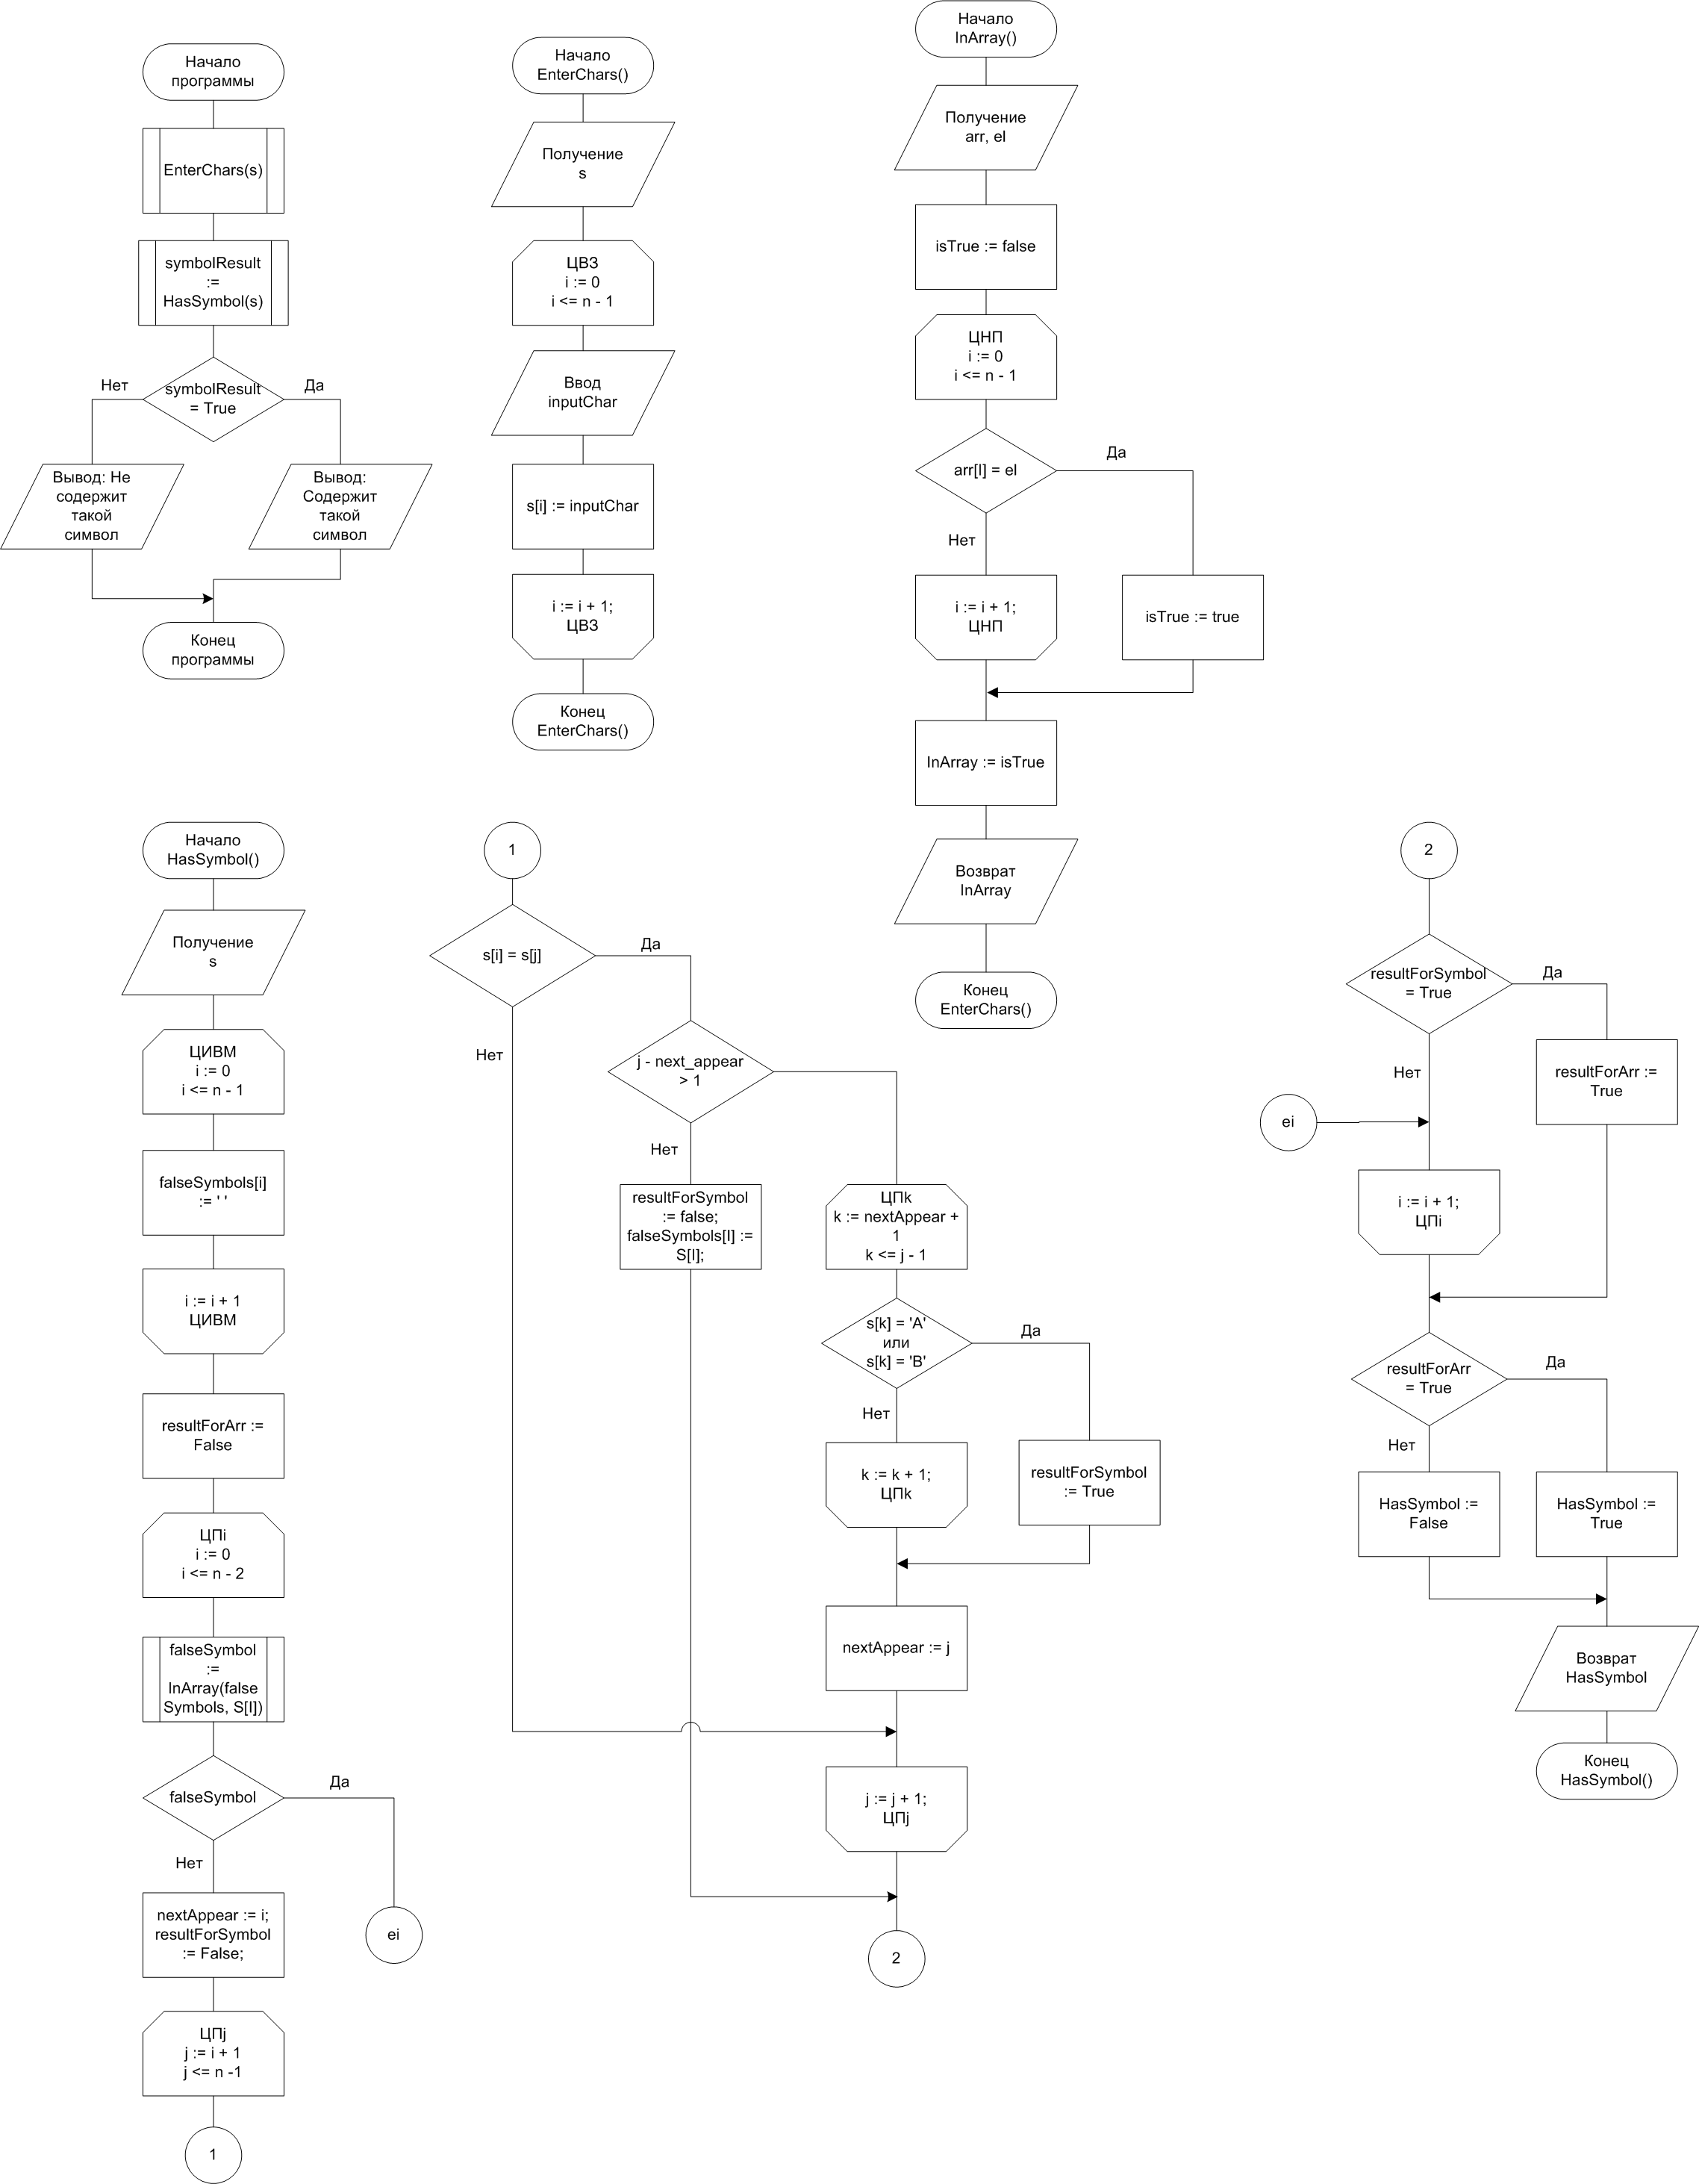 Начало
программы
EnterChars(s)
symbolResult
:=
HasSymbol(s)
symbolResult
= True
Нет
Да
Вывод: Не
содержит
такой
символ
Вывод:
Содержит
такой
символ
Конец
программы
Начало
EnterChars()
Получение
s
ЦВЗ
i := 0
i <= n - 1
Ввод
inputChar
s[i] := inputChar
i := i + 1;
ЦВЗ
Конец
EnterChars()
Начало
InArray()
Получение
arr, el
isTrue := false
ЦНП
i := 0
i <= n - 1
arr[I] = el
Да
Нет
i := i + 1;
ЦНП
isTrue := true
InArray := isTrue
Возврат
InArray
Конец
EnterChars()
Начало
HasSymbol()
Получение
s
ЦИВМ
i := 0
i <= n - 1
falseSymbols[i]
:= ' '
i := i + 1
ЦИВМ
resultForArr :=
False
ЦПi
i := 0
i <= n - 2
falseSymbol
:=
InArray(false
Symbols, S[I])
falseSymbol
Да
Нет
ei
nextAppear := i;
resultForSymbol
:= False;
ЦПj
j := i + 1
j <= n -1
1
1
s[i] = s[j]
Да
Нет
j - next_appear
> 1
Нет
resultForSymbol
:= false;
falseSymbols[I] :=
S[I];
ЦПk
k := nextAppear +
1
k <= j - 1
s[k] = 'A'
или
s[k] = 'B'
Да
Нет
k := k + 1;
ЦПk
resultForSymbol
:= True
nextAppear := j
j := j + 1;
ЦПj
2
2
resultForSymbol
= True
Да
Нет
resultForArr :=
True
ei
i := i + 1;
ЦПi
resultForArr
= True
Да
Нет
HasSymbol :=
False
HasSymbol :=
True
Возврат
HasSymbol
Конец
HasSymbol()